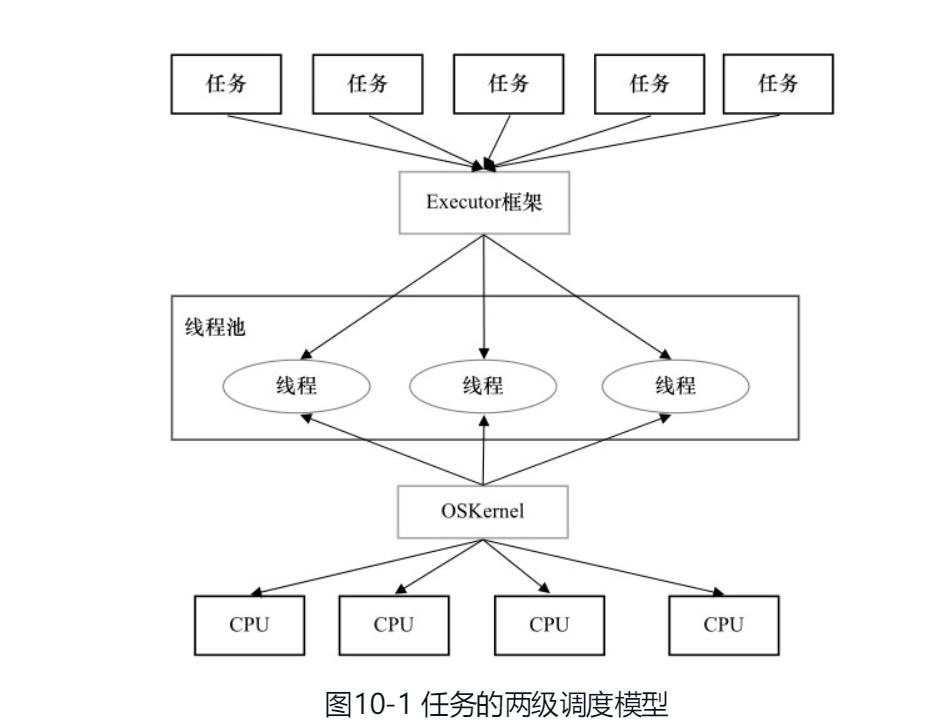 任务 任务 任务 任务 任务
Executor框架
线程池
线程 线程 线程
OSKernel
CPU CPU CPU CPU
图10-1 任务的两级调度模型